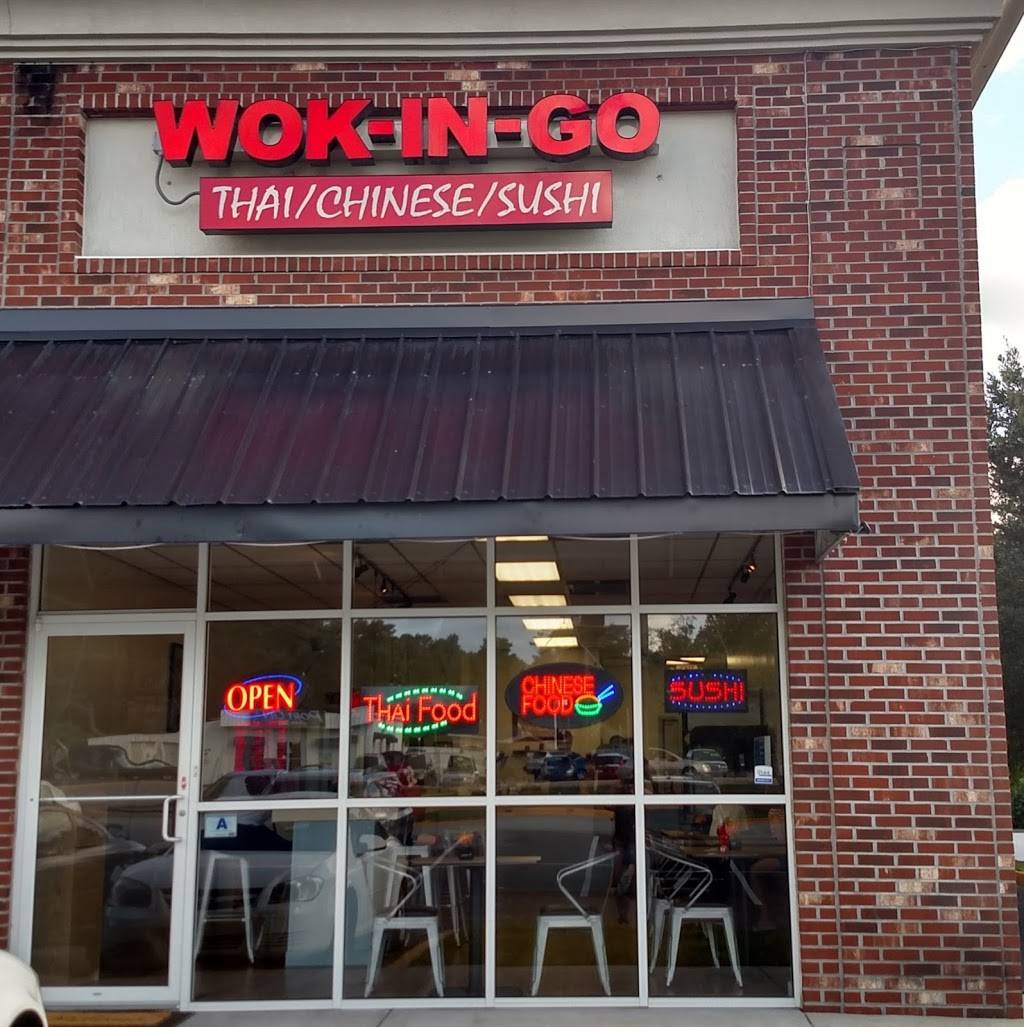 WOK-IN-GO
THAI/CHINESE/SUSHI
OPEN
THAI Food
CHINESE
FOOD
SUSHI
A